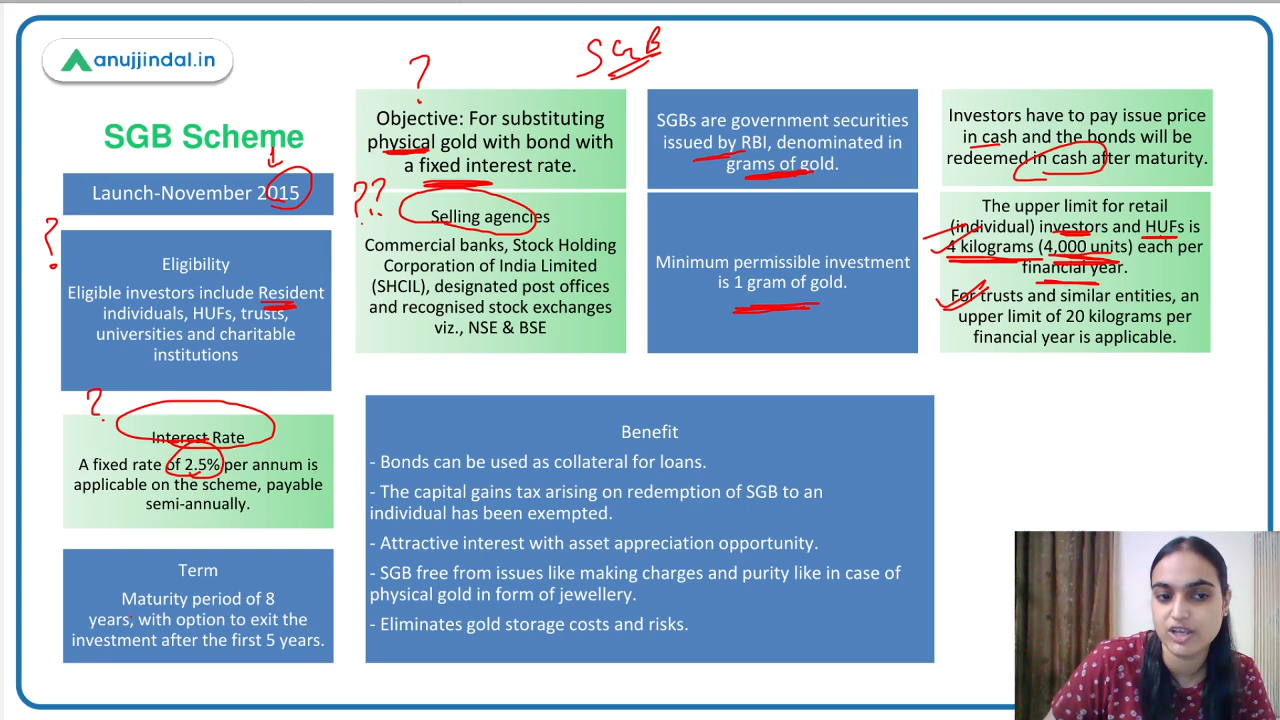 anujjindal.in
SGB
SGB Scheme
Launch-November 2015
?
Eligibility
Eligible investors include Resident
individuals, HUFs, trusts,
universities and charitable
institutions
?
Interest Rate
A fixed rate of 2.5% per annum is
applicable on the scheme, payable
semi-annually.
Term
Maturity period of 8
years, with option to exit the
investment after the first 5 years.
?
Objective: For substituting
physical gold with bond with
a fixed interest rate.
??
Selling agencies
Commercial banks, Stock Holding
Corporation of India Limited
(SHCIL), designated post offices
and recognised stock exchanges
viz., NSE & BSE
SGBs are government securities
issued by RBI, denominated in
grams of gold.
Minimum permissible investment
is 1 gram of gold.
Investors have to pay issue price
in cash and the bonds will be
redeemed in cash after maturity.
The upper limit for retail
(individual) investors and HUFs is
4 kilograms (4,000 units) each per
financial year.
For trusts and similar entities, an
upper limit of 20 kilograms per
financial year is applicable.
Benefit
- Bonds can be used as collateral for loans.
- The capital gains tax arising on redemption of SGB to an
individual has been exempted.
- Attractive interest with asset appreciation opportunity.
- SGB free from issues like making charges and purity like in case of
physical gold in form of jewellery.
- Eliminates gold storage costs and risks.